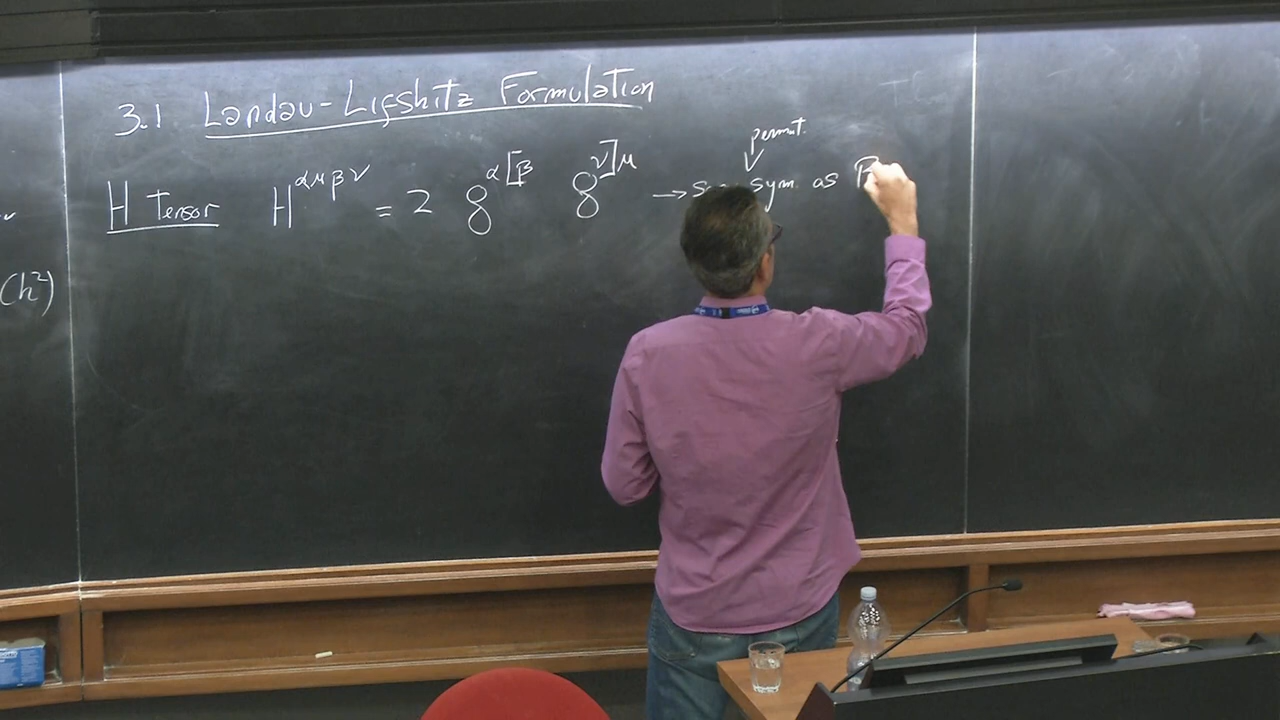 3.1 Landau-Lifshitz Formulation
permut.
H Tensor H^{αμβν} = 2 g^{α[β} g^{ν]μ} → sym. as
(h²)